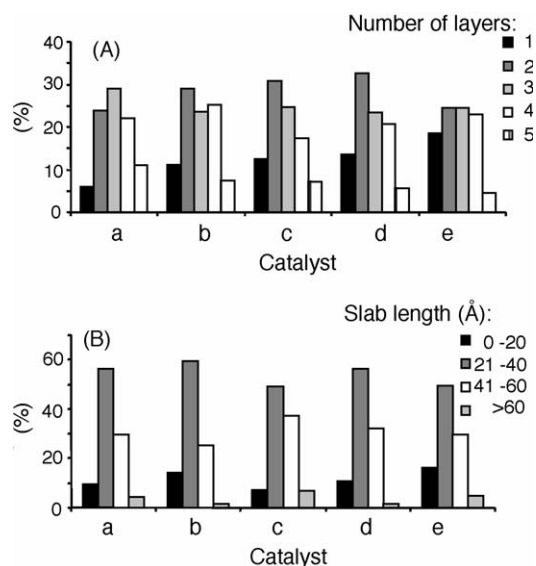 (A)
Number of layers:
1
2
3
4
5
40
30
20
10
0
(%)
a b c d e
Catalyst
(B)
Slab length (Å):
0 -20
21 -40
41 -60
>60
60
40
20
0
(%)
a b c d e
Catalyst